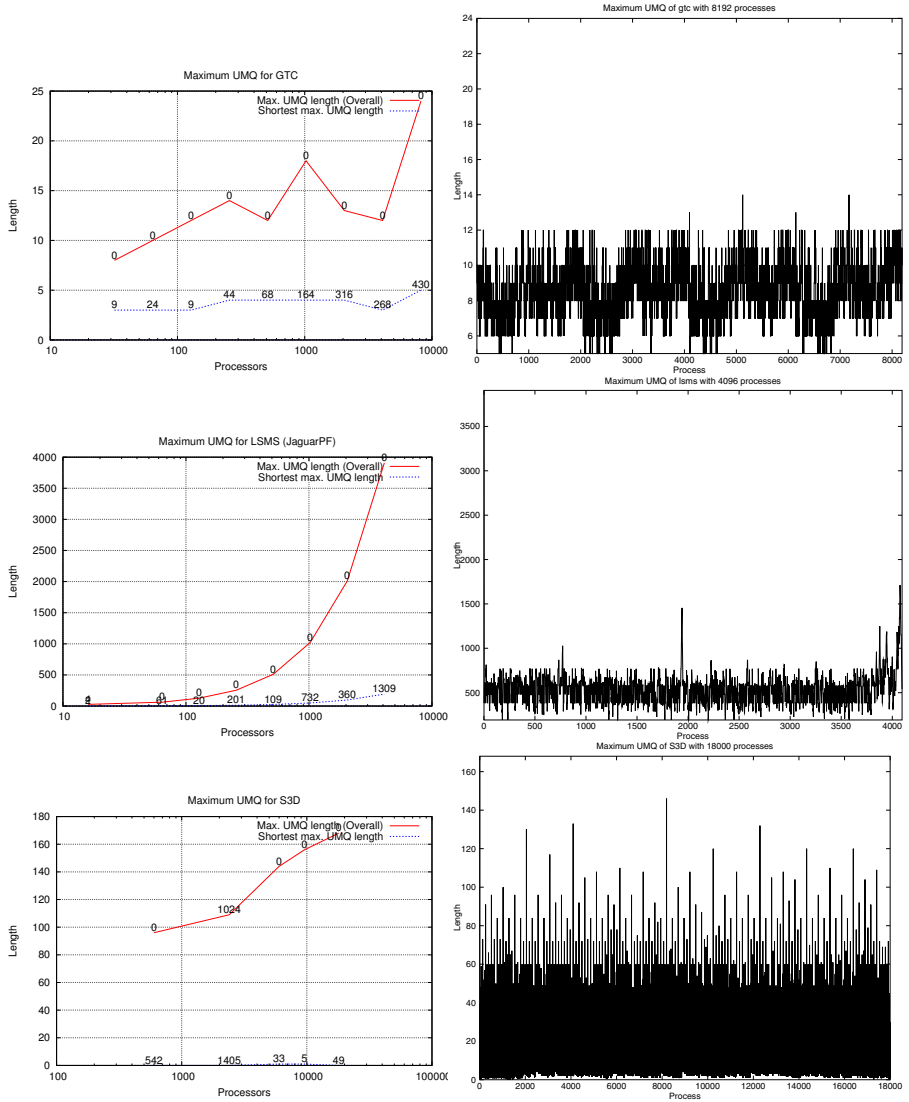 Maximum UMQ for GTC
Max. UMQ length (Overall)
Shortest max. UMQ length
Length
25
20
15
10
5
0
0 0 0 0 0 0 0 0 0
9 24 9 44 68 164 316 268 430
10 100 1000 10000
Processors
Maximum UMQ of gtc with 8192 processes
Length
24
22
20
18
16
14
12
10
8
6
0 1000 2000 3000 4000 5000 6000 7000 8000
Process
Maximum UMQ for LSMS (JaguarPF)
Max. UMQ length (Overall)
Shortest max. UMQ length
Length
4000
3500
3000
2500
2000
1500
1000
500
0
0 0 0 0 0 0 0
61 20 201 109 732 360 1309
10 100 1000 10000
Processors
Maximum UMQ of lsms with 4096 processes
Length
3500
3000
2500
2000
1500
1000
500
0 500 1000 1500 2000 2500 3000 3500 4000
Process
Maximum UMQ for S3D
Max. UMQ length (Overall)
Shortest max. UMQ length
Length
180
160
140
120
100
80
60
40
20
0
0 1024 0 0 0
542 1405 33 5 49
100 1000 10000
Processors
Maximum UMQ of S3D with 18000 processes
Length
160
140
120
100
80
60
40
20
0
0 2000 4000 6000 8000 10000 12000 14000 16000 18000
Process